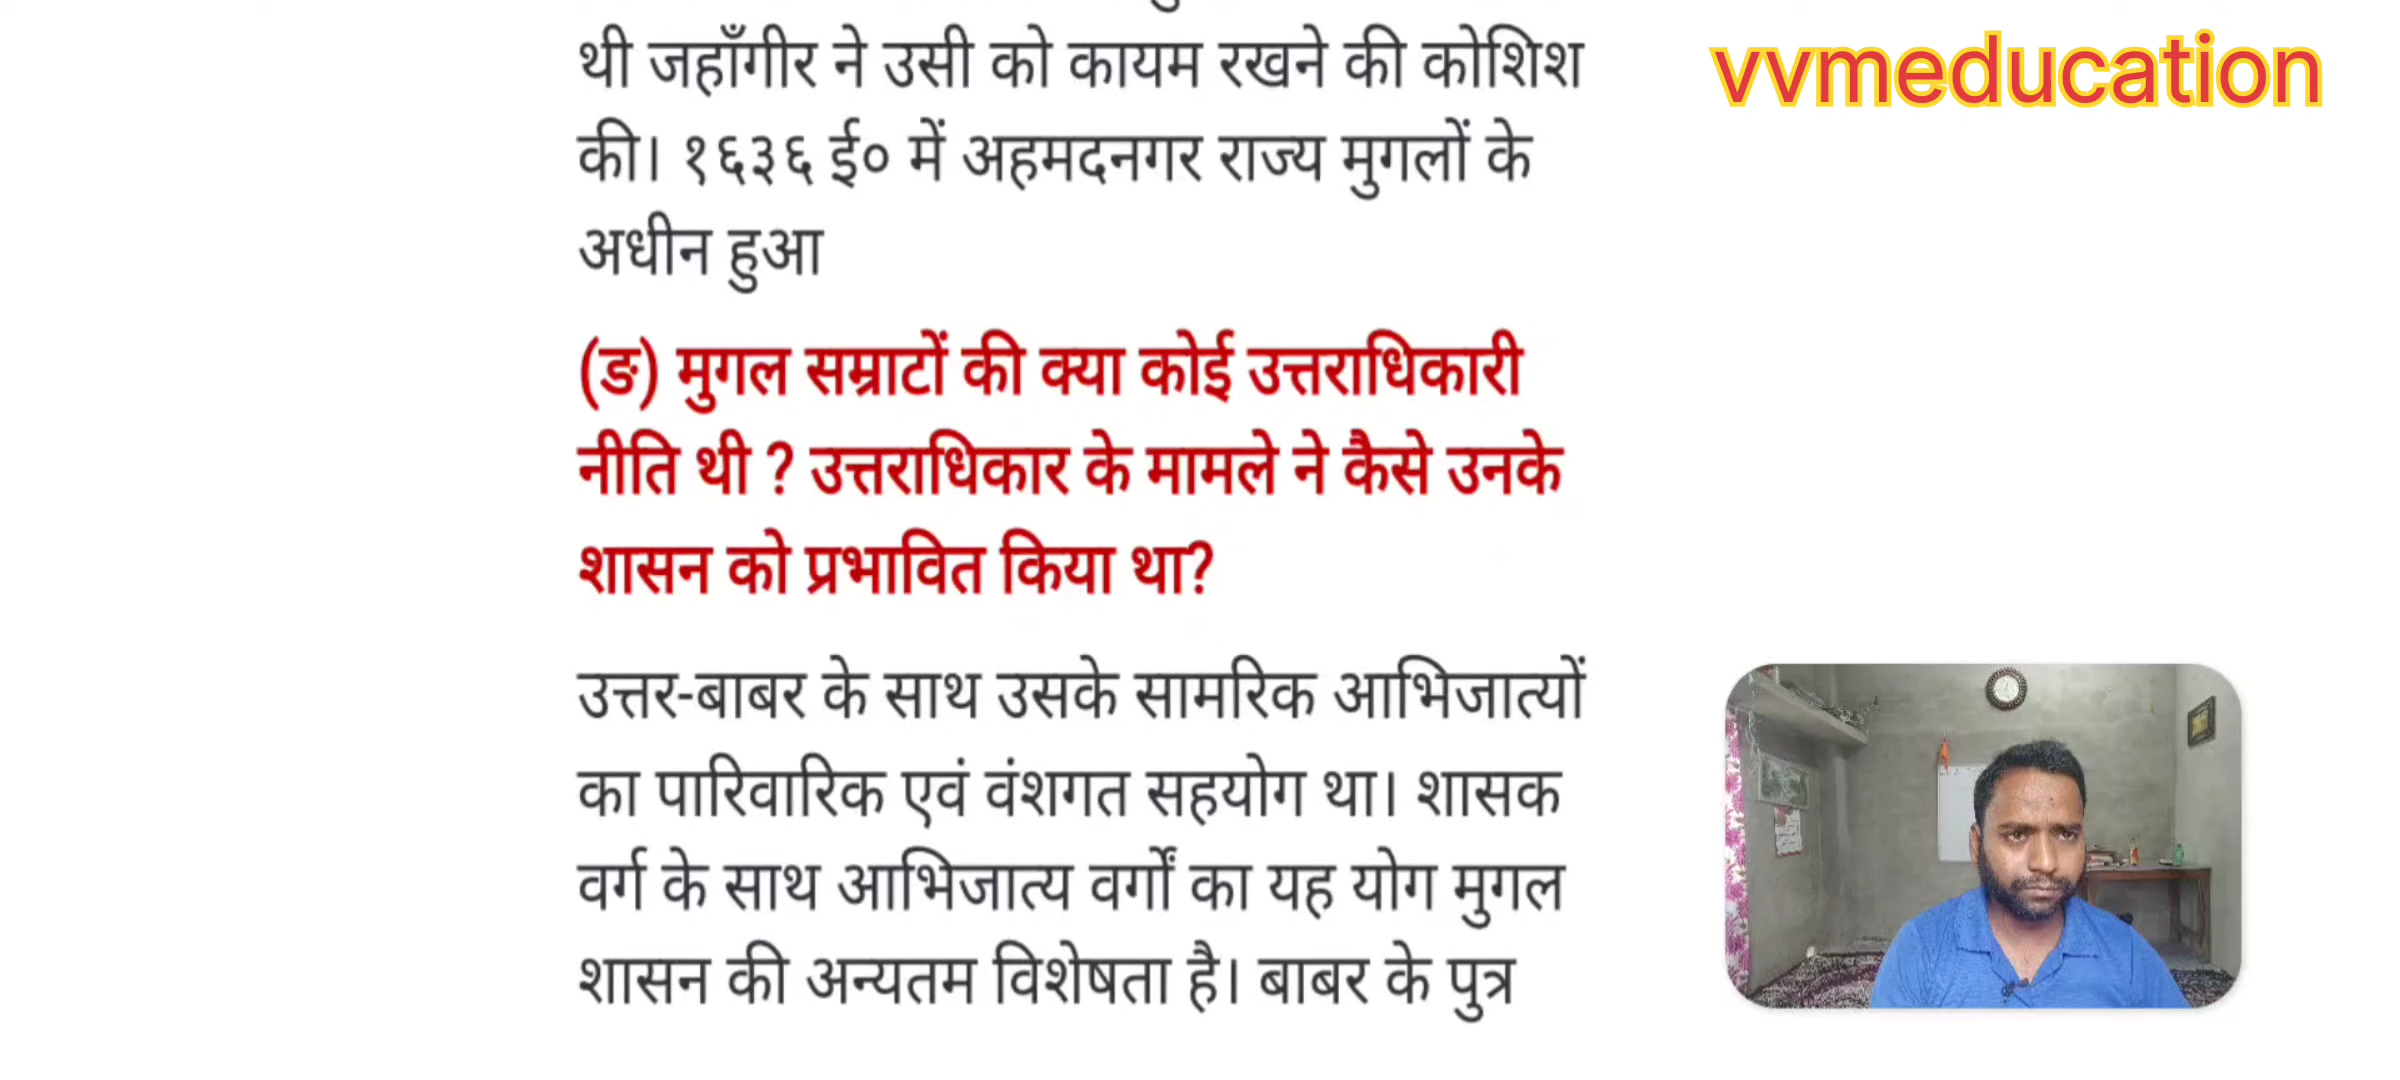 थी जहाँगीर ने उसी को कायम रखने की कोशिश
की। १६३६ ई० में अहमदनगर राज्य मुगलों के
अधीन हुआ
(ङ) मुगल सम्राटों की क्या कोई उत्तराधिकारी
नीति थी ? उत्तराधिकार के मामले ने कैसे उनके
शासन को प्रभावित किया था?
उत्तर-बाबर के साथ उसके सामरिक आभिजात्यों
का पारिवारिक एवं वंशगत सहयोग था। शासक
वर्ग के साथ आभिजात्य वर्गों का यह योग मुगल
शासन की अन्यतम विशेषता है। बाबर के पुत्र
vvmeducation